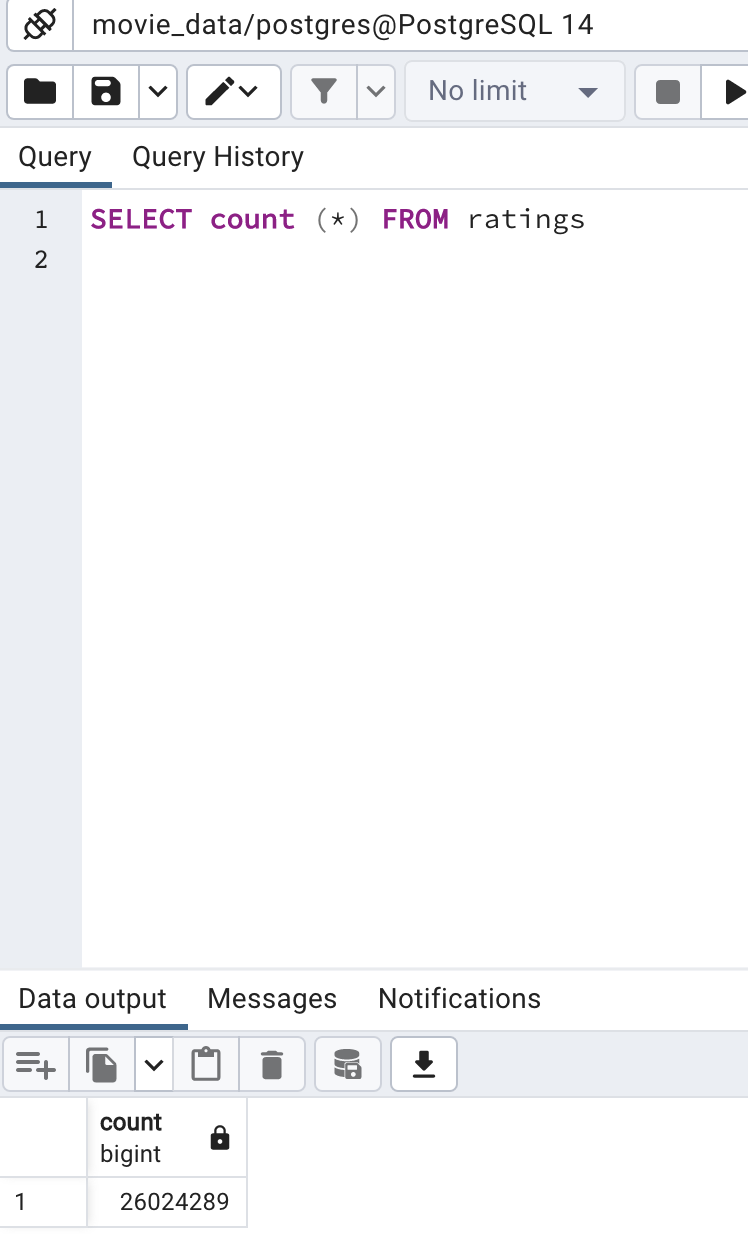 movie_data/postgres@PostgreSQL 14
No limit
Query Query History
1 SELECT count (*) FROM ratings
2
Data output Messages Notifications
count
bigint
1 26024289